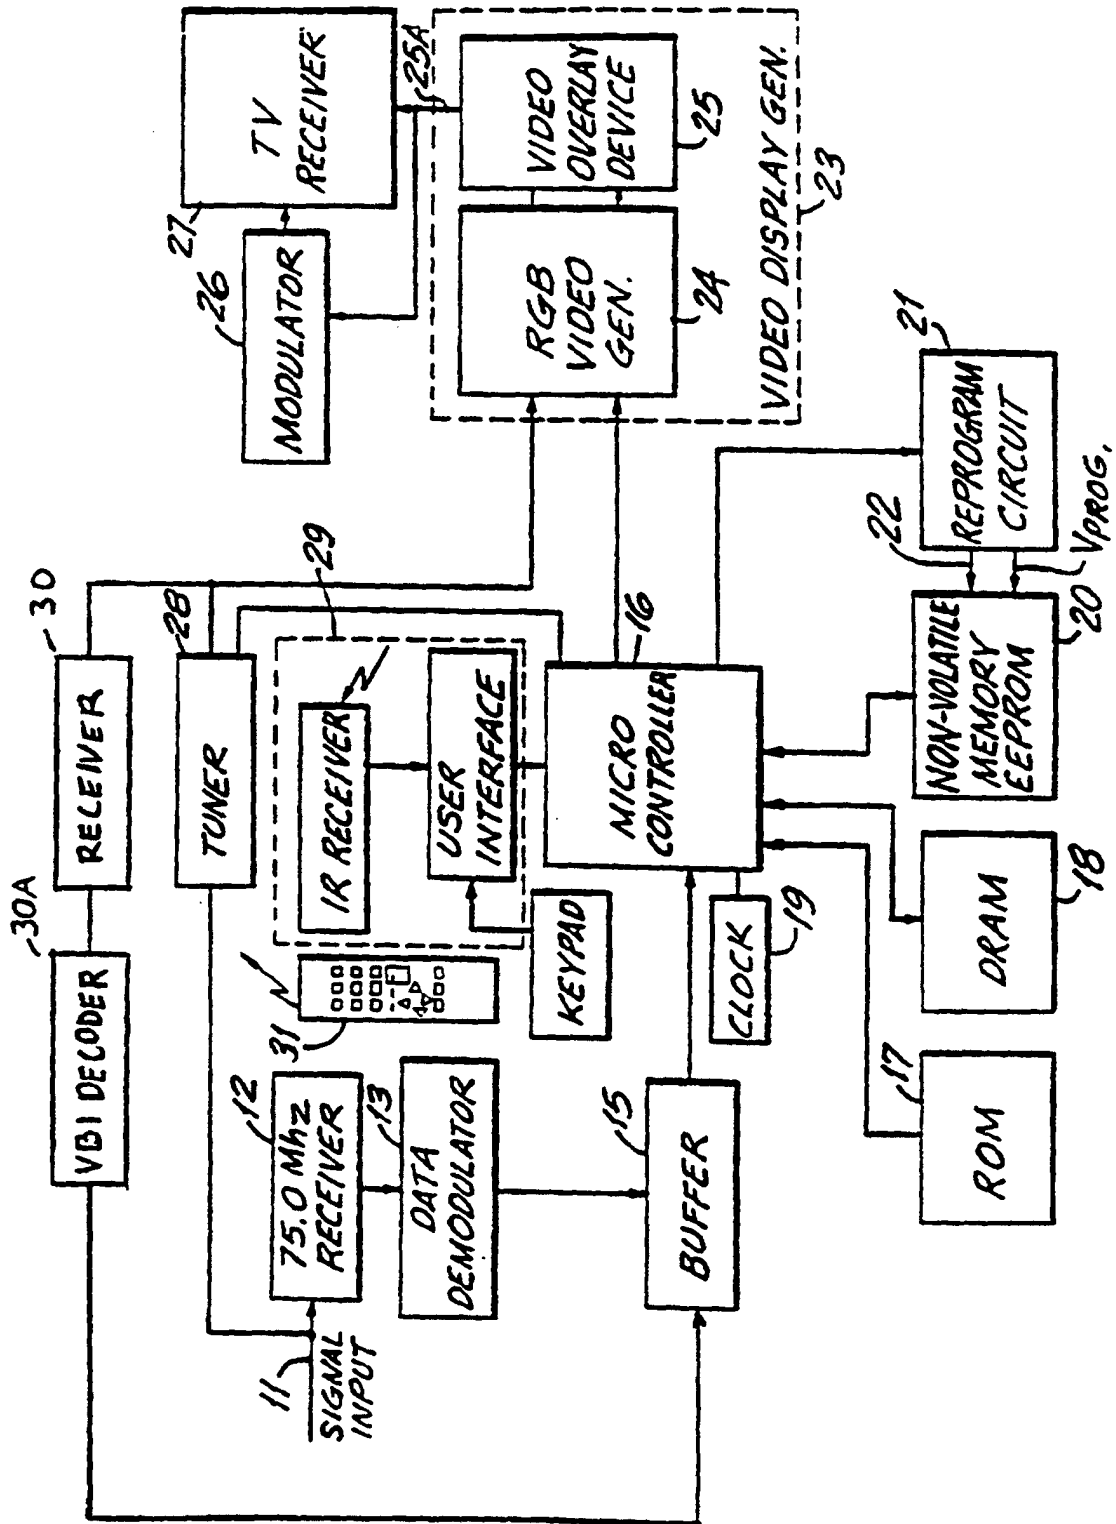 30A
VBI DECODER
30
RECEIVER
28
TUNER
11
SIGNAL
INPUT
12
75.0 Mhz
RECEIVER
13
DATA
DEMODULATOR
31
29
IR RECEIVER
USER
INTERFACE
KEYPAD
15
BUFFER
16
MICRO
CONTROLLER
CLOCK
19
17
ROM
DRAM
18
NON-VOLATILE
MEMORY
EEPROM
20
22
VPROG.
21
REPROGRAM
CIRCUIT
26
MODULATOR
27
TV
RECEIVER
25A
RGB
VIDEO
GEN.
24
VIDEO
OVERLAY
DEVICE
25
VIDEO DISPLAY GEN.
23